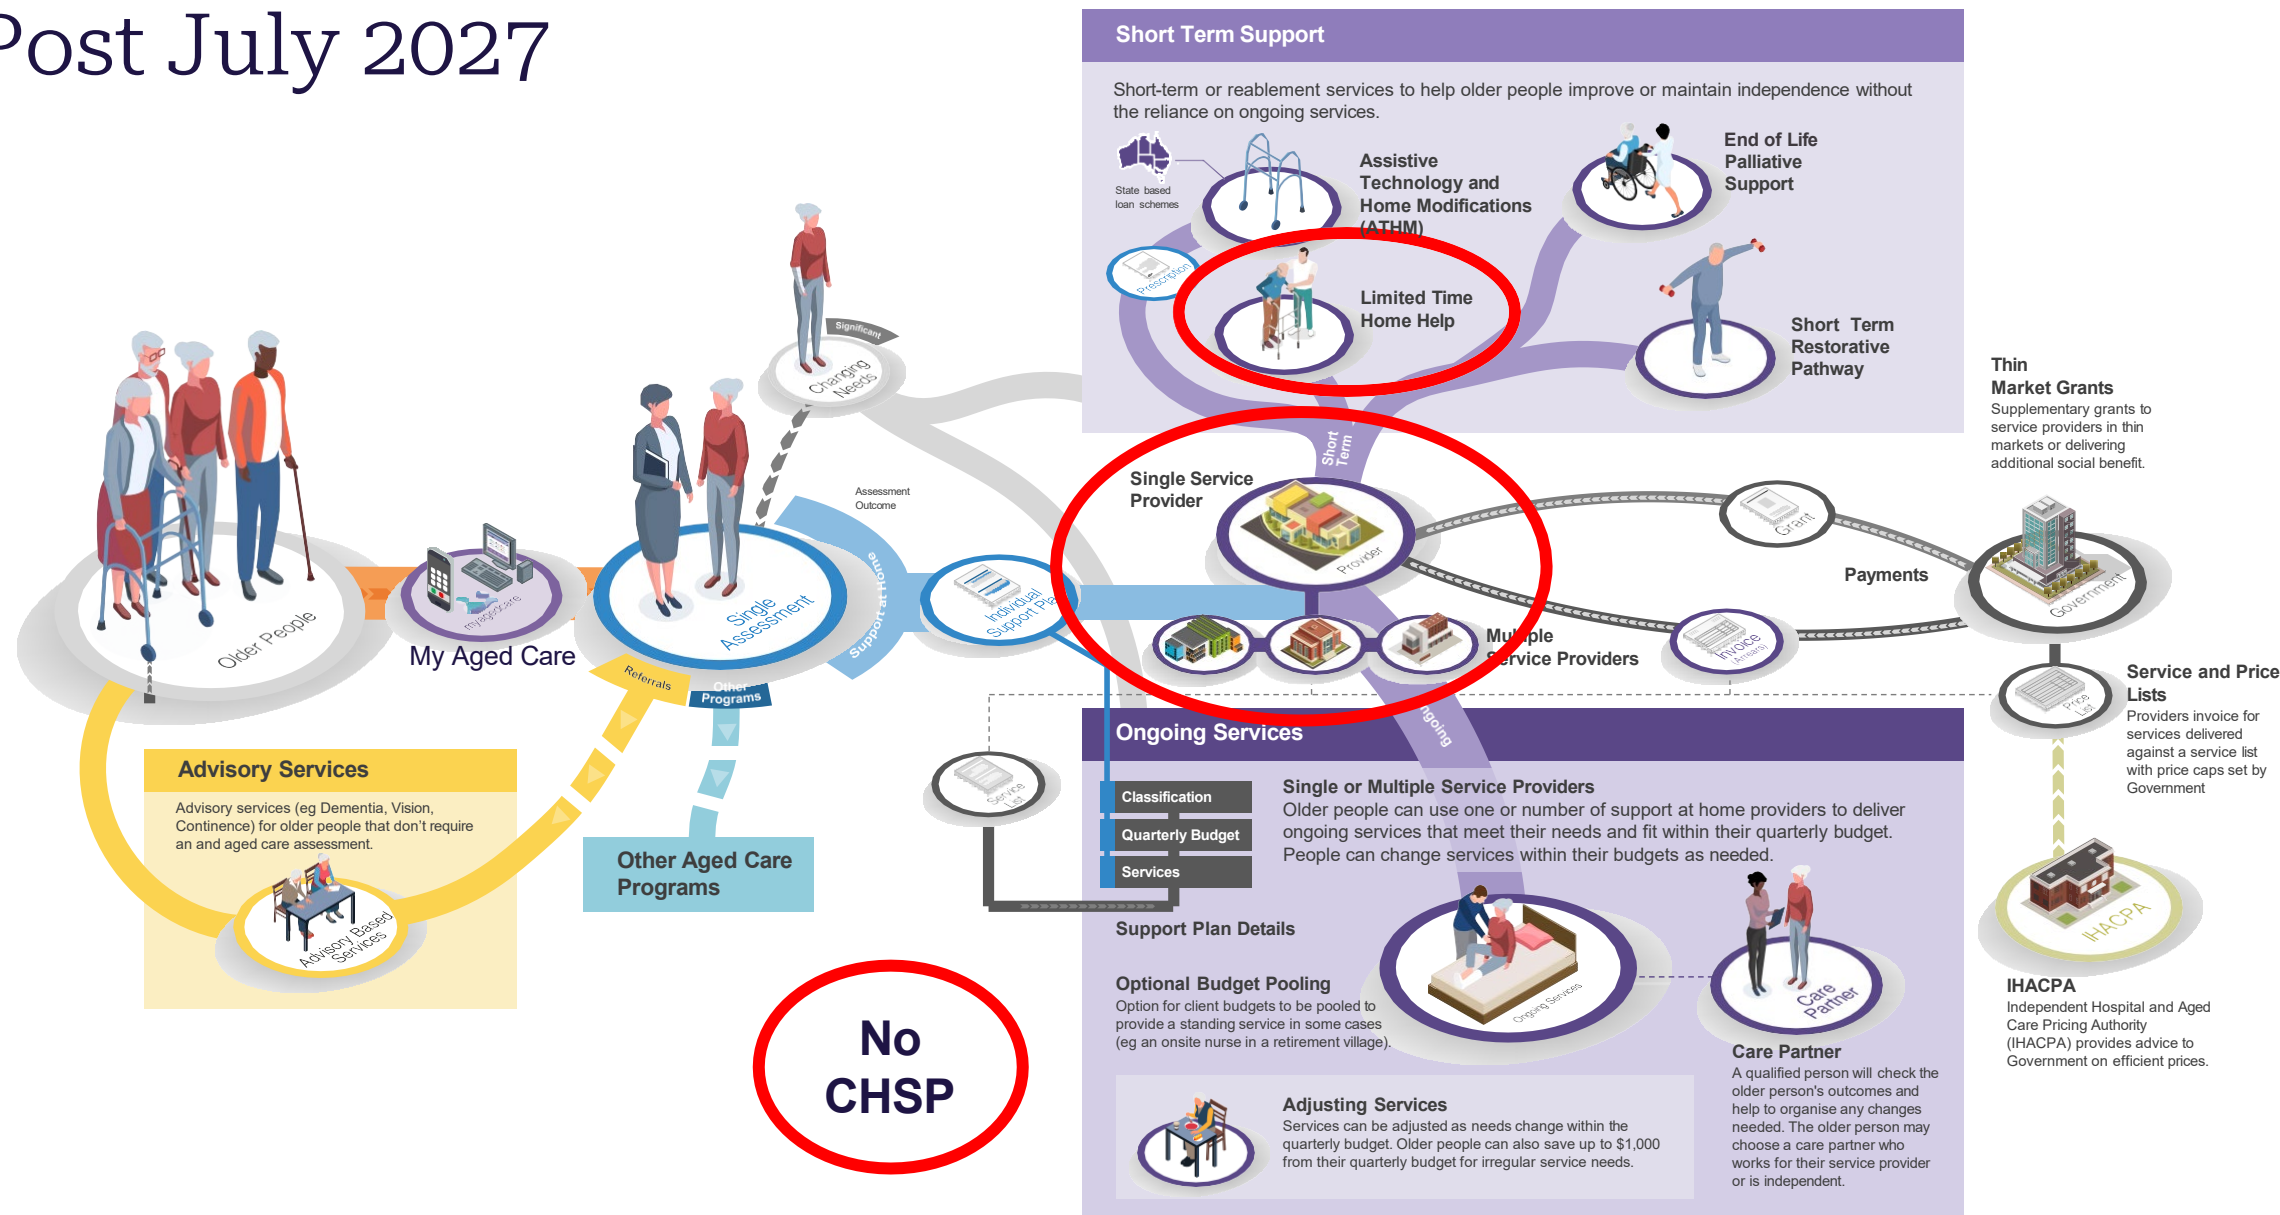 Post July 2027
Short Term Support
Short-term or reablement services to help older people improve or maintain independence without
the reliance on ongoing services.
State based
loan schemes
Assistive
Technology and
Home Modifications
(ATHM)
End of Life
Palliative
Support
Prescription
Limited Time
Home Help
Short Term
Restorative
Pathway
Significant
Changing
Needs
Thin
Market Grants
Supplementary grants to
service providers in thin
markets or delivering
additional social benefit.
Short
Term
Single Service
Provider
Provider
Assessment
Outcome
Grant
Payments
Government
Older People
myagedcare
My Aged Care
Single
Assessment
Support at Home
Individual
Support Plan
Multiple
Service Providers
Invoice
(Arrears)
Referrals
Other
Programs
Price
List
Service and Price
Lists
Providers invoice for
services delivered
against a service list
with price caps set by
Government
Ongoing
Ongoing Services
Advisory Services
Advisory services (eg Dementia, Vision,
Continence) for older people that don't require
an and aged care assessment.
Advisory Based
Services
Other Aged Care
Programs
Service
List
Classification
Quarterly Budget
Services
Single or Multiple Service Providers
Older people can use one or number of support at home providers to deliver
ongoing services that meet their needs and fit within their quarterly budget.
People can change services within their budgets as needed.
Support Plan Details
Optional Budget Pooling
Option for client budgets to be pooled to
provide a standing service in some cases
(eg an onsite nurse in a retirement village).
Ongoing Services
Care
Partner
Care Partner
A qualified person will check the
older person's outcomes and
help to organise any changes
needed. The older person may
choose a care partner who
works for their service provider
or is independent.
Adjusting Services
Services can be adjusted as needs change within the
quarterly budget. Older people can also save up to $1,000
from their quarterly budget for irregular service needs.
IHACPA
IHACPA
Independent Hospital and Aged
Care Pricing Authority
(IHACPA) provides advice to
Government on efficient prices.
No
CHSP